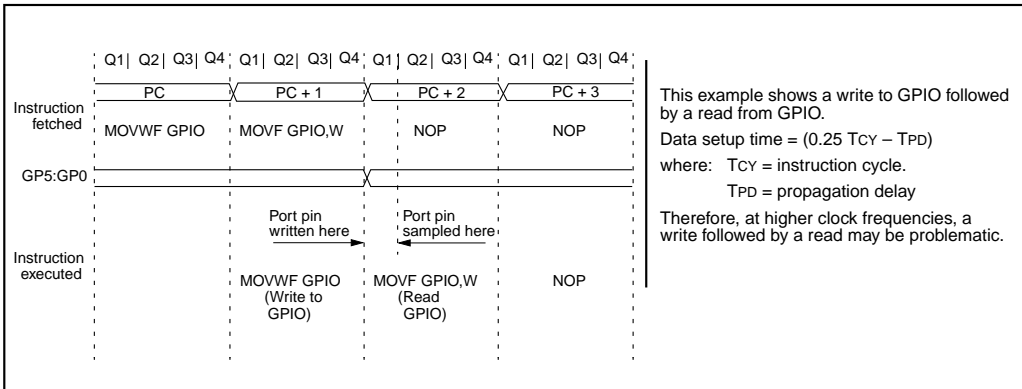 Q1| Q2| Q3| Q4 Q1| Q2| Q3| Q4 Q1| Q2| Q3| Q4 Q1| Q2| Q3| Q4
PC PC + 1 PC + 2 PC + 3
Instruction
fetched
MOVWF GPIO MOVF GPIO,W NOP NOP
GP5:GP0
Port pin
written here
Port pin
sampled here
Instruction
executed
MOVWF GPIO
(Write to
GPIO)
MOVF GPIO,W
(Read
GPIO)
NOP
This example shows a write to GPIO followed
by a read from GPIO.
Data setup time = (0.25 TCY – TPD)
where: TCY = instruction cycle.
TPD = propagation delay
Therefore, at higher clock frequencies, a
write followed by a read may be problematic.